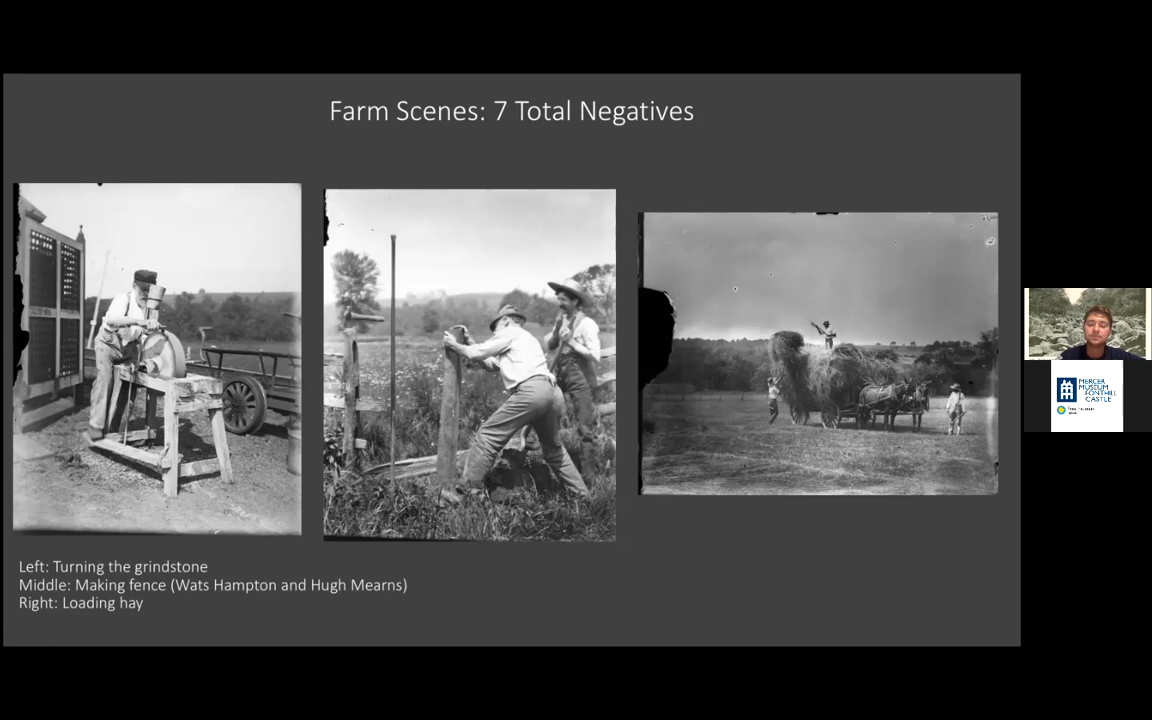 Farm Scenes: 7 Total Negatives
Left: Turning the grindstone
Middle: Making fence (Wats Hampton and Hugh Mearns)
Right: Loading hay
MERCER
MUSEUM
FONTHILL
CASTLE